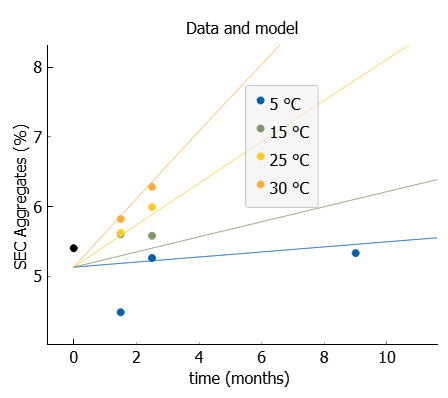 Data and model
8
7
6
5
SEC Aggregates (%)
5 °C
15 °C
25 °C
30 °C
0 2 4 6 8 10
time (months)